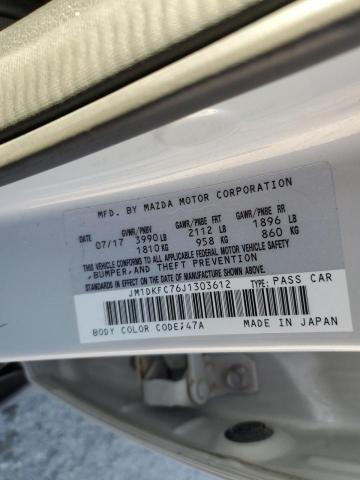 MFD. BY MAZDA MOTOR CORPORATION
GVWR/PNBV GAWR/PNBE FRT GAWR/PNBE RR
07/17 3990LB 2112 LB 1896 LB
1810KG 958 KG 860 KG
THIS VEHICLE CONFORMS TO ALL
APPLICABLE FEDERAL MOTOR VEHICLE SAFETY
,BUMPER,AND THEFT PREVENTION
STANDARDS IN EFFECT ON THE DATE OF
MANUFACTURE SHOWN ABOVE.
JM1DKFC76J1303612 TYPE: PASS CAR
BODY COLOR CODE:47A MADE IN JAPAN